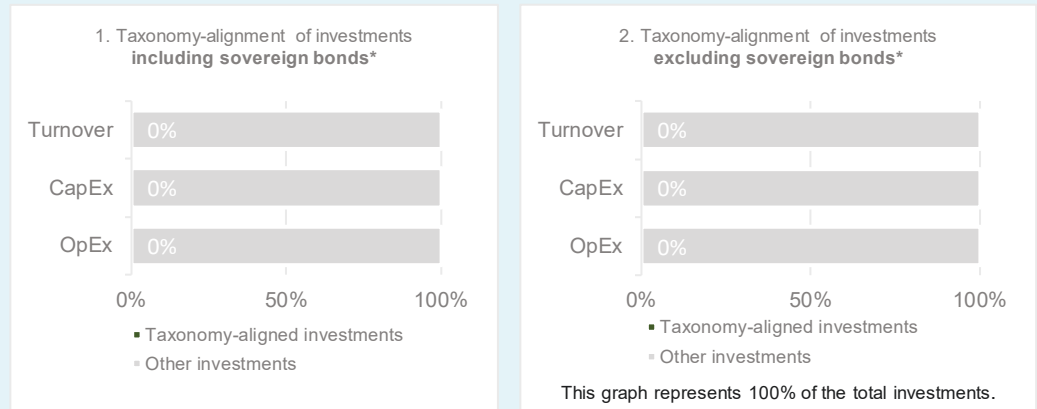 1. Taxonomy-alignment of investments
including sovereign bonds*
Turnover 0%
CapEx 0%
OpEx 0%
0% 50% 100%
Taxonomy-aligned investments
Other investments
2. Taxonomy-alignment of investments
excluding sovereign bonds*
Turnover 0%
CapEx 0%
OpEx 0%
0% 50% 100%
Taxonomy-aligned investments
Other investments
This graph represents 100% of the total investments.